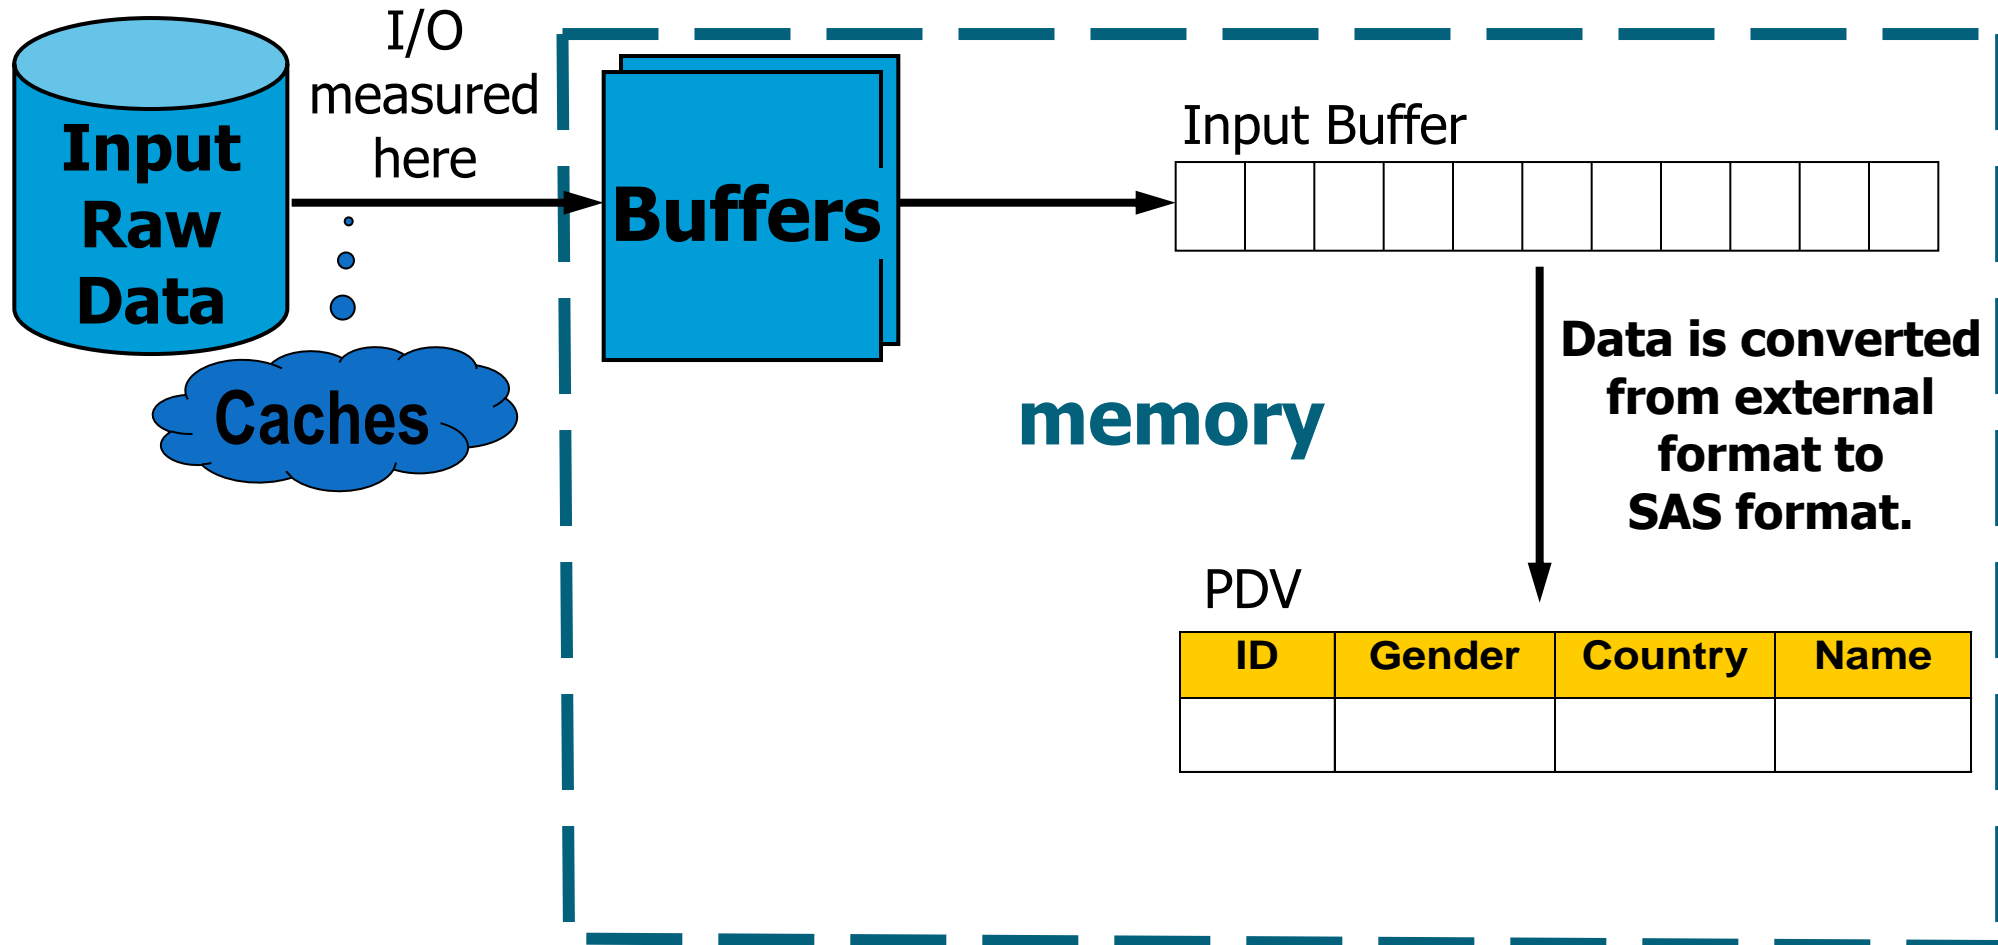 Input
Raw
Data
I/O
measured
here
Caches
Buffers
Input Buffer
memory
Data is converted
from external
format to
SAS format.
PDV
ID Gender Country Name